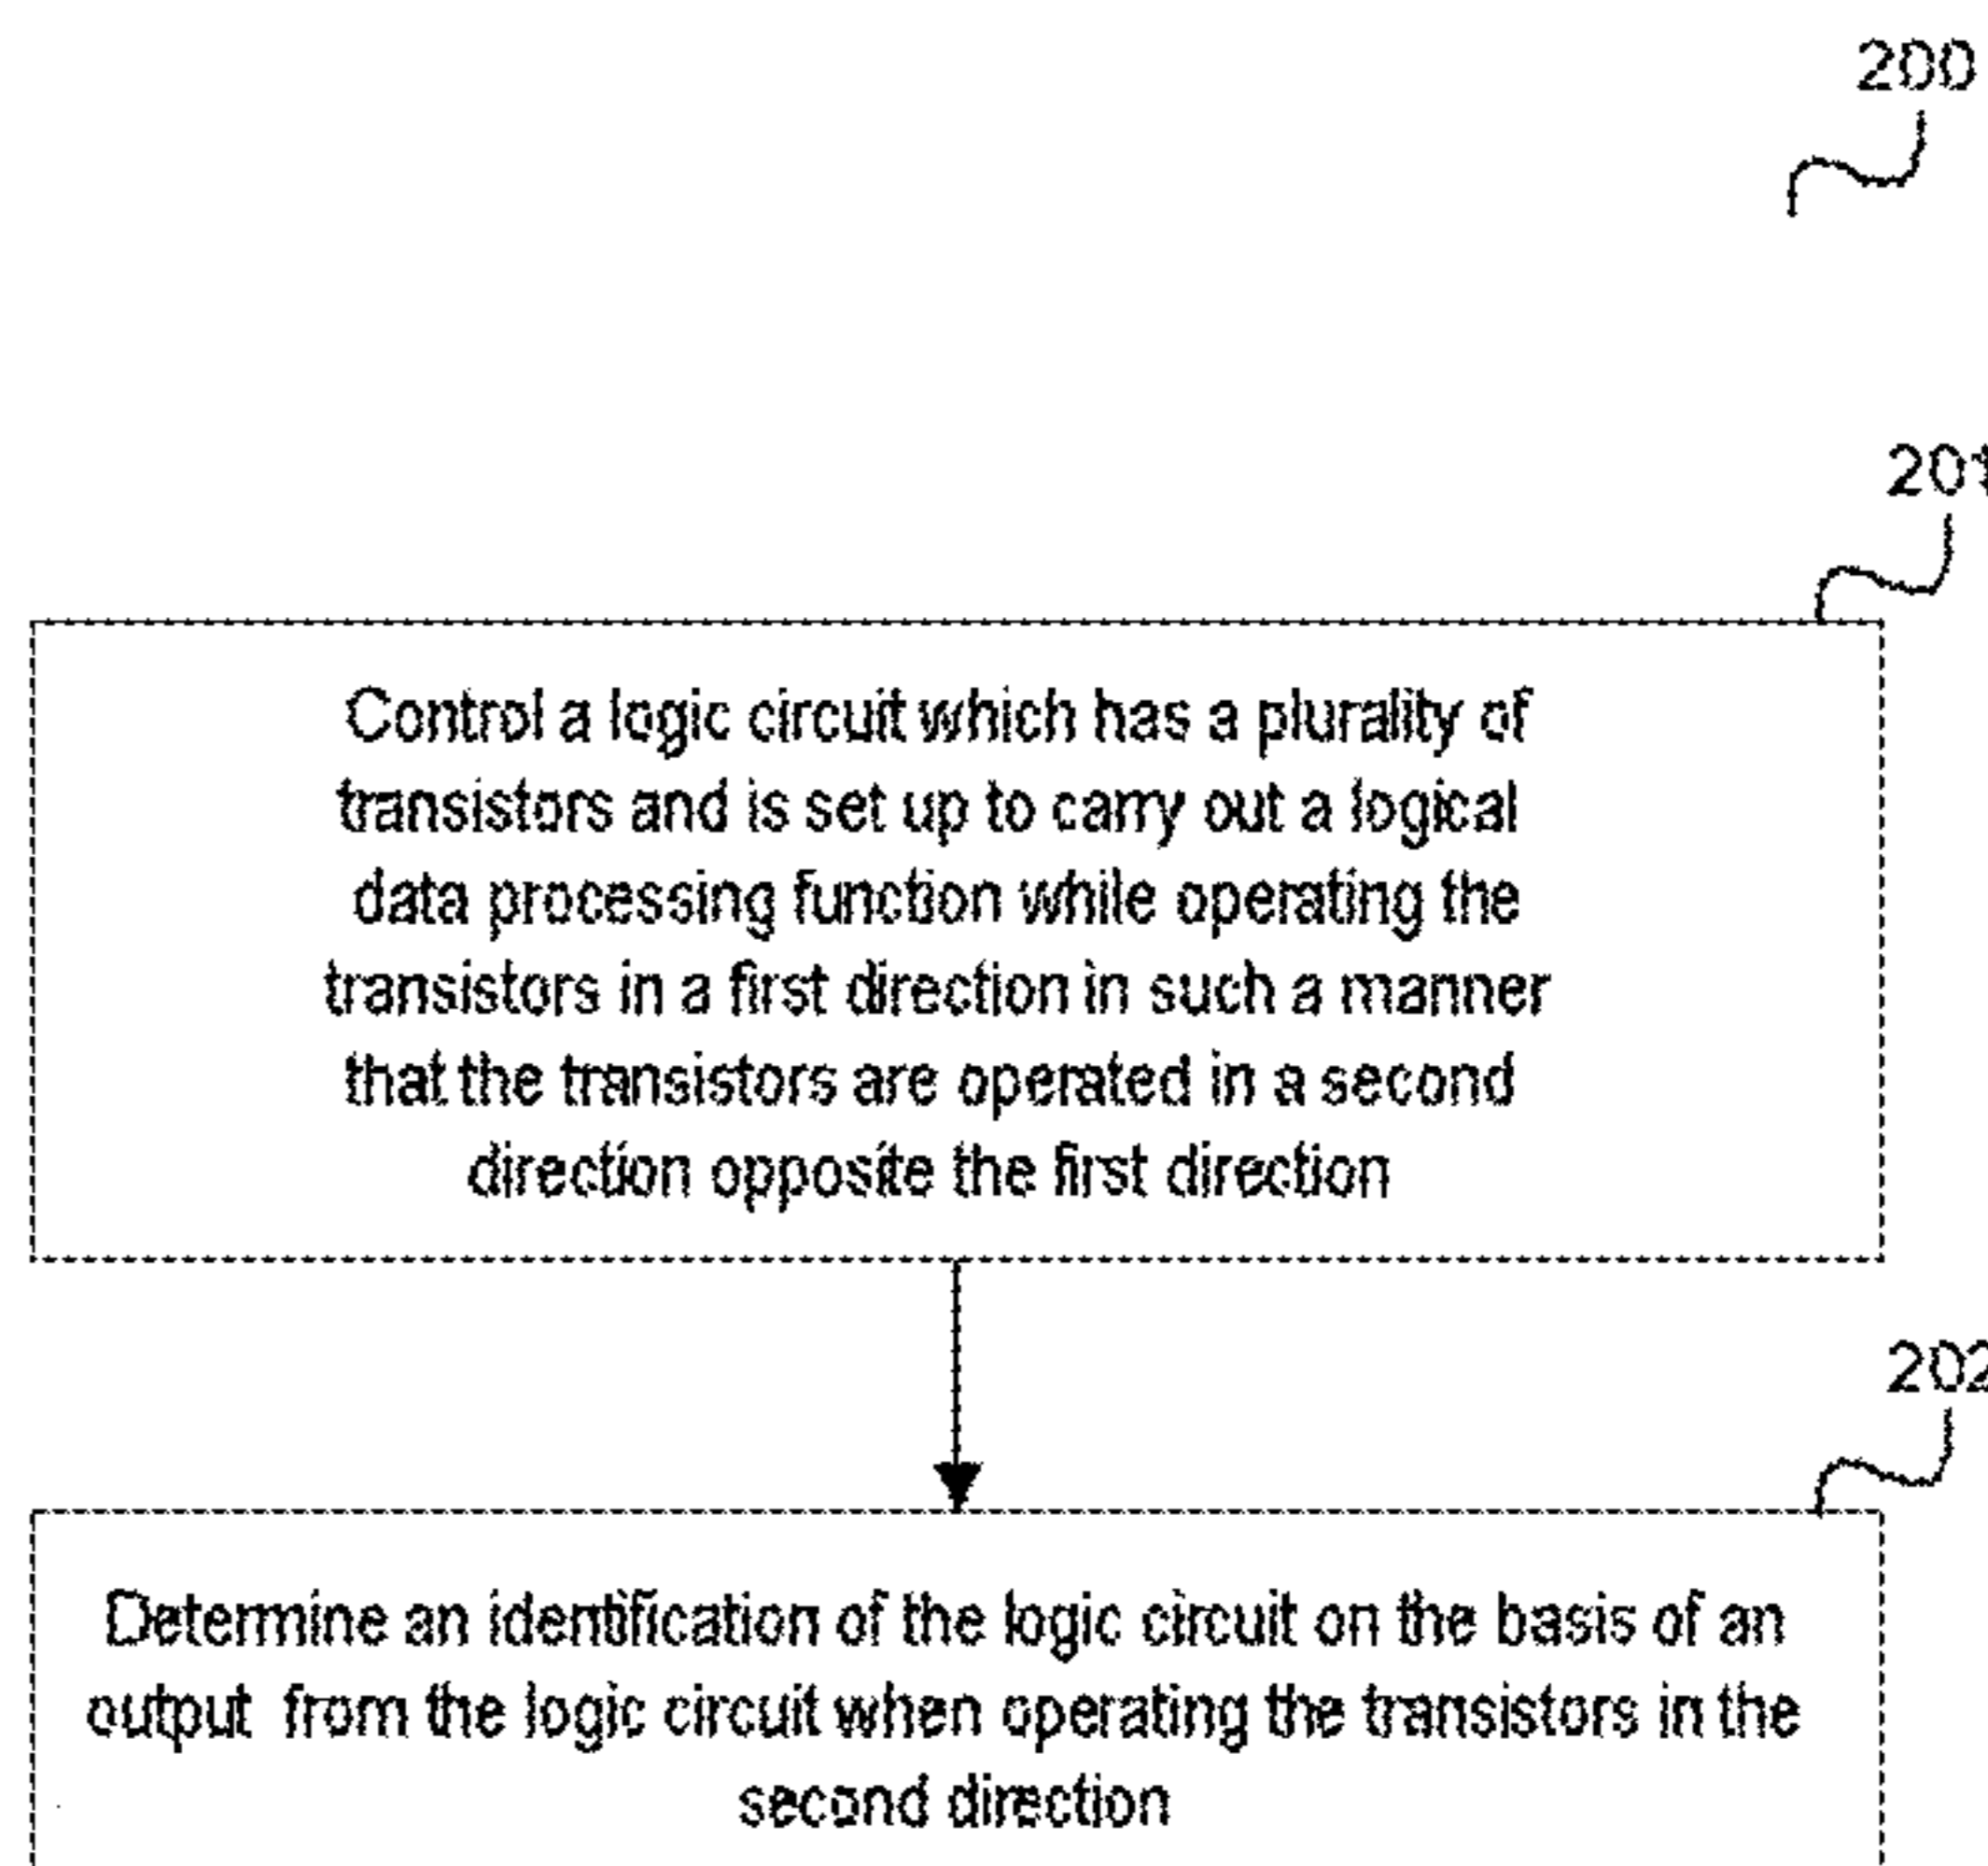 200
201
Control a logic circuit which has a plurality of
transistors and is set up to carry out a logical
data processing function while operating the
transistors in a first direction in such a manner
that the transistors are operated in a second
direction opposite the first direction
202
Determine an identification of the logic circuit on the basis of an
output from the logic circuit when operating the transistors in the
second direction